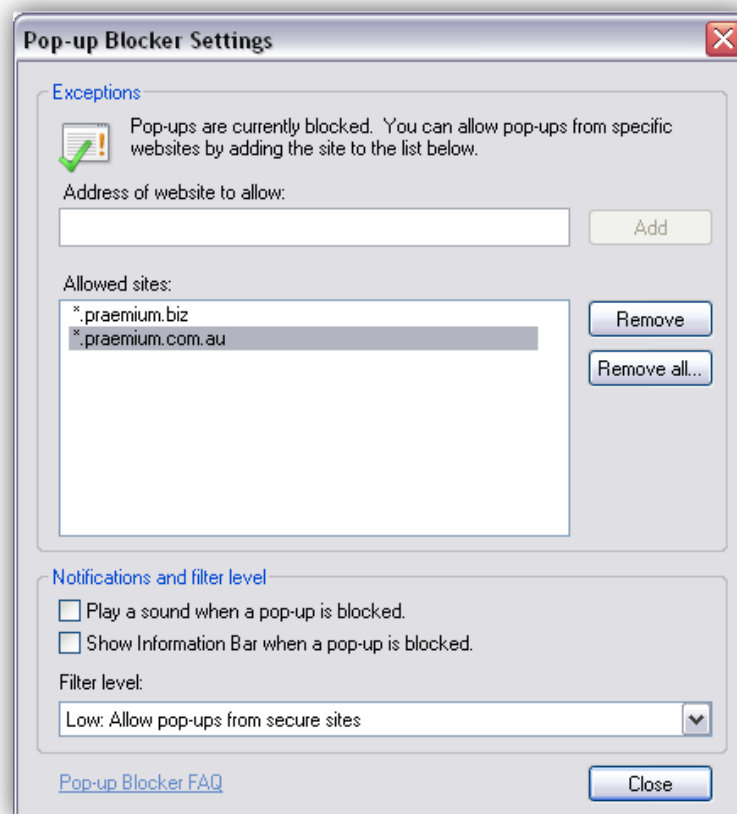 Pop-up Blocker Settings
Exceptions
Pop-ups are currently blocked.  You can allow pop-ups from specific
websites by adding the site to the list below.
Address of website to allow:
Add
Allowed sites:
*.praemium.biz
*.praemium.com.au
Remove
Remove all...
Notifications and filter level
Play a sound when a pop-up is blocked.
Show Information Bar when a pop-up is blocked.
Filter level:
Low: Allow pop-ups from secure sites
Pop-up Blocker FAQ
Close